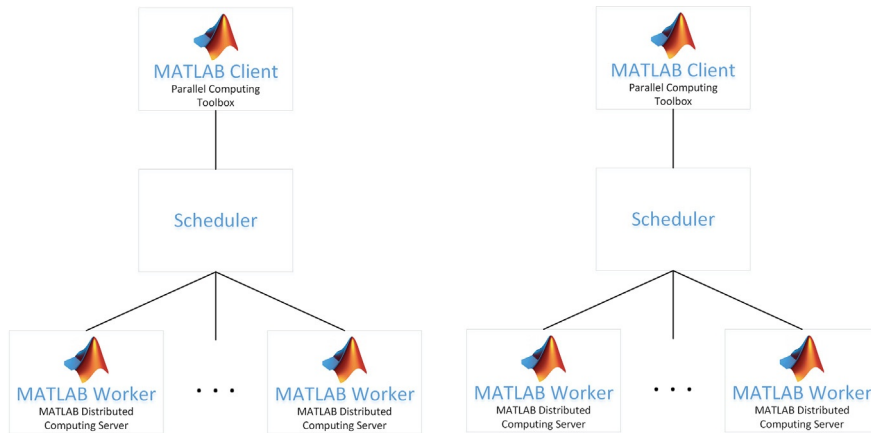 MATLAB Client
Parallel Computing
Toolbox
Scheduler
MATLAB Worker
MATLAB Distributed
Computing Server
. . .
MATLAB Worker
MATLAB Distributed
Computing Server
MATLAB Client
Parallel Computing
Toolbox
Scheduler
MATLAB Worker
MATLAB Distributed
Computing Server
. . .
MATLAB Worker
MATLAB Distributed
Computing Server